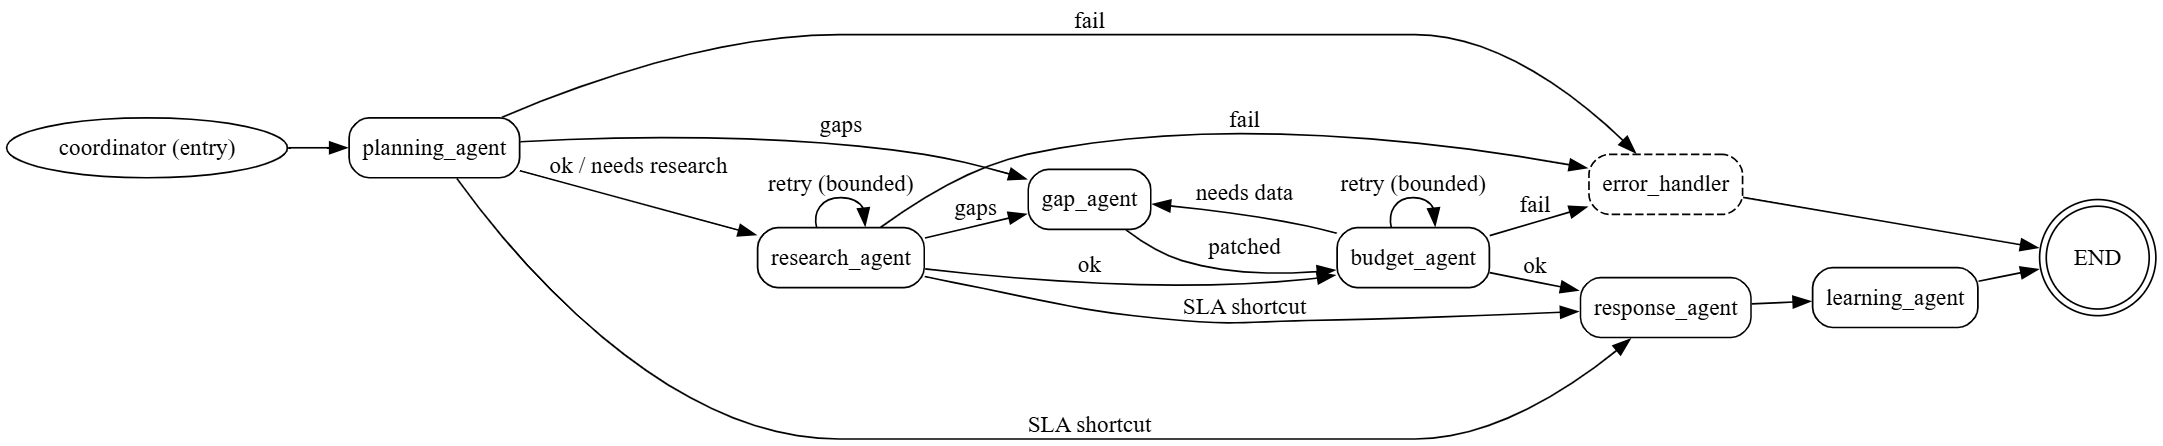 fail
fail
gaps
coordinator (entry)
planning_agent
ok / needs research
retry (bounded)
retry (bounded)
error_handler
needs data
gap_agent
gaps
fail
patched
research_agent
budget_agent
END
ok
ok
learning_agent
SLA shortcut
response_agent
SLA shortcut